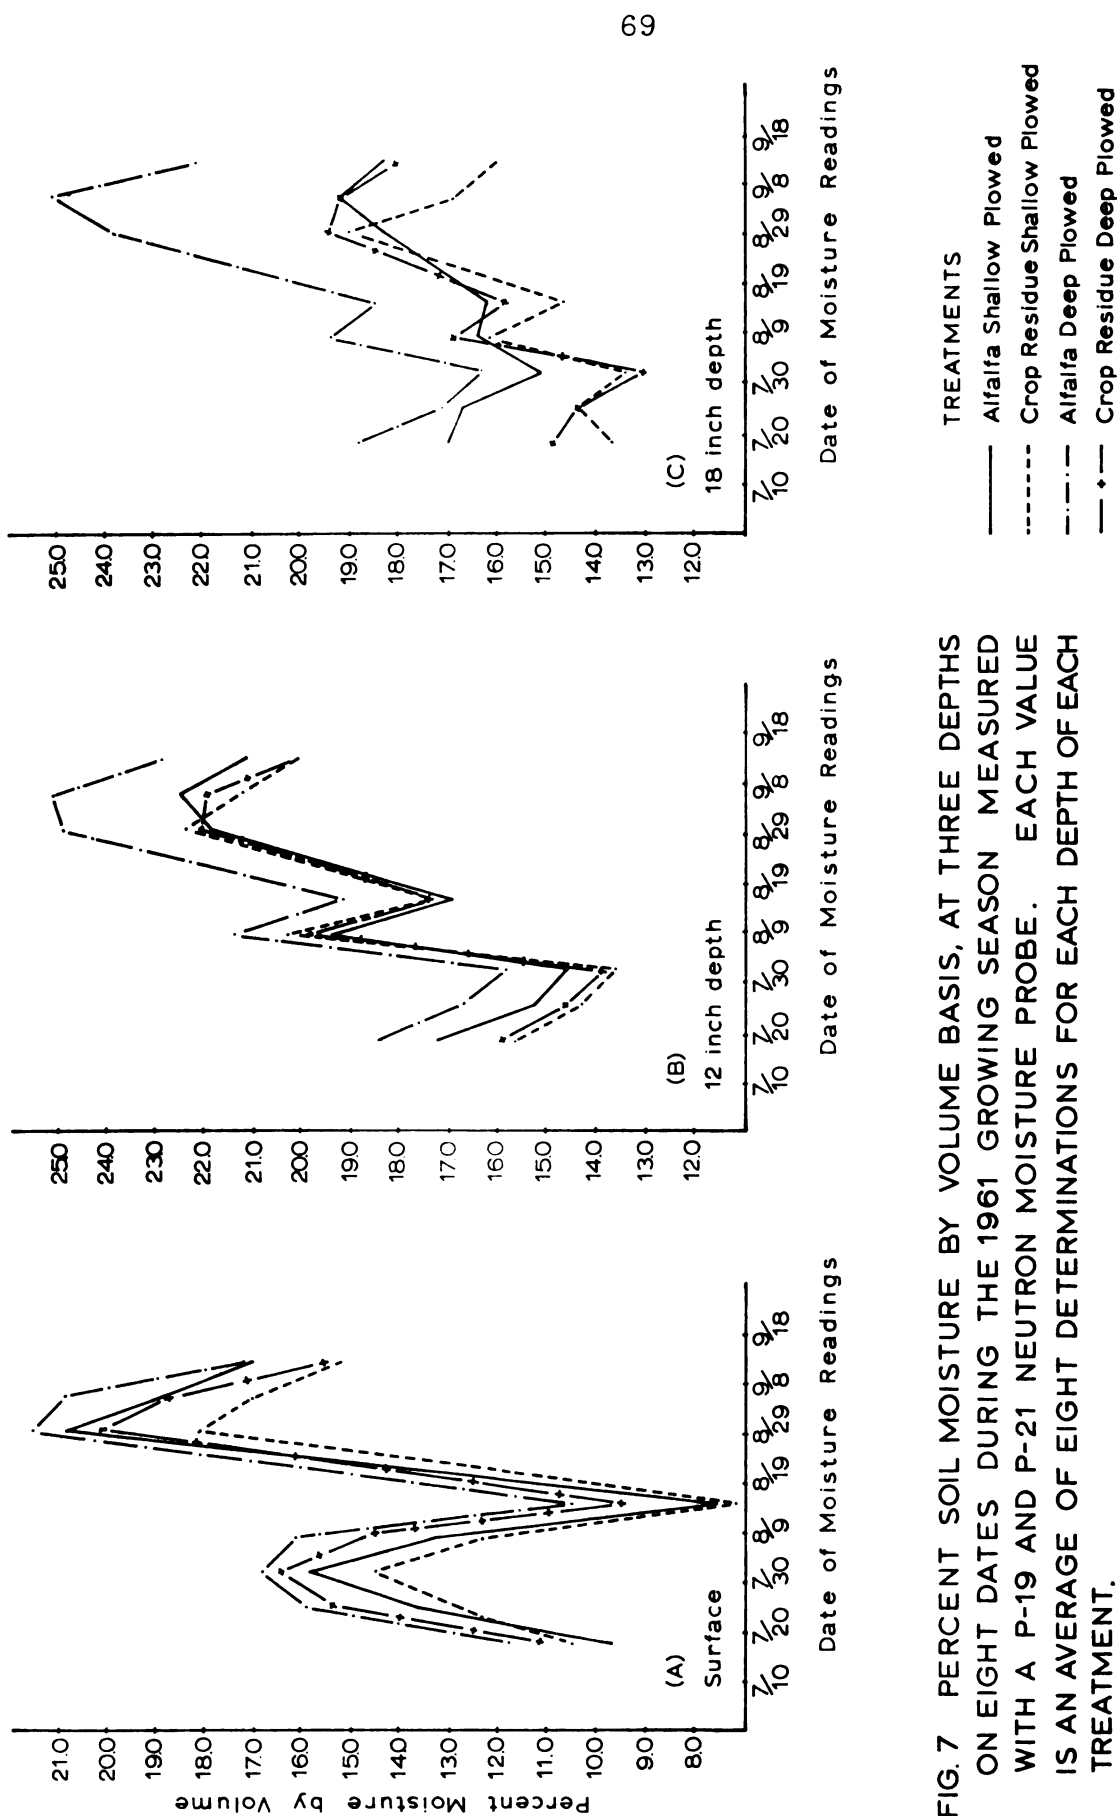 69
Percent Moisture by Volume
21.0
20.0
19.0
18.0
17.0
16.0
15.0
14.0
13.0
12.0
11.0
10.0
9.0
8.0
(A)
Surface
7/10 7/20 7/30 8/9 8/19 8/29 9/8 9/18
Date of Moisture Readings
25.0
24.0
23.0
22.0
21.0
20.0
19.0
18.0
17.0
16.0
15.0
14.0
13.0
12.0
(B)
12 inch depth
7/10 7/20 7/30 8/9 8/19 8/29 9/8 9/18
Date of Moisture Readings
25.0
24.0
23.0
22.0
21.0
20.0
19.0
18.0
17.0
16.0
15.0
14.0
13.0
12.0
(C)
18 inch depth
7/10 7/20 7/30 8/9 8/19 8/29 9/8 9/18
Date of Moisture Readings
TREATMENTS
Alfalfa Shallow Plowed
Crop Residue Shallow Plowed
Alfalfa Deep Plowed
Crop Residue Deep Plowed
FIG. 7 PERCENT SOIL MOISTURE BY VOLUME BASIS, AT THREE DEPTHS
ON EIGHT DATES DURING THE 1961 GROWING SEASON MEASURED
WITH A P-19 AND P-21 NEUTRON MOISTURE PROBE. EACH VALUE
IS AN AVERAGE OF EIGHT DETERMINATIONS FOR EACH DEPTH OF EACH
TREATMENT.